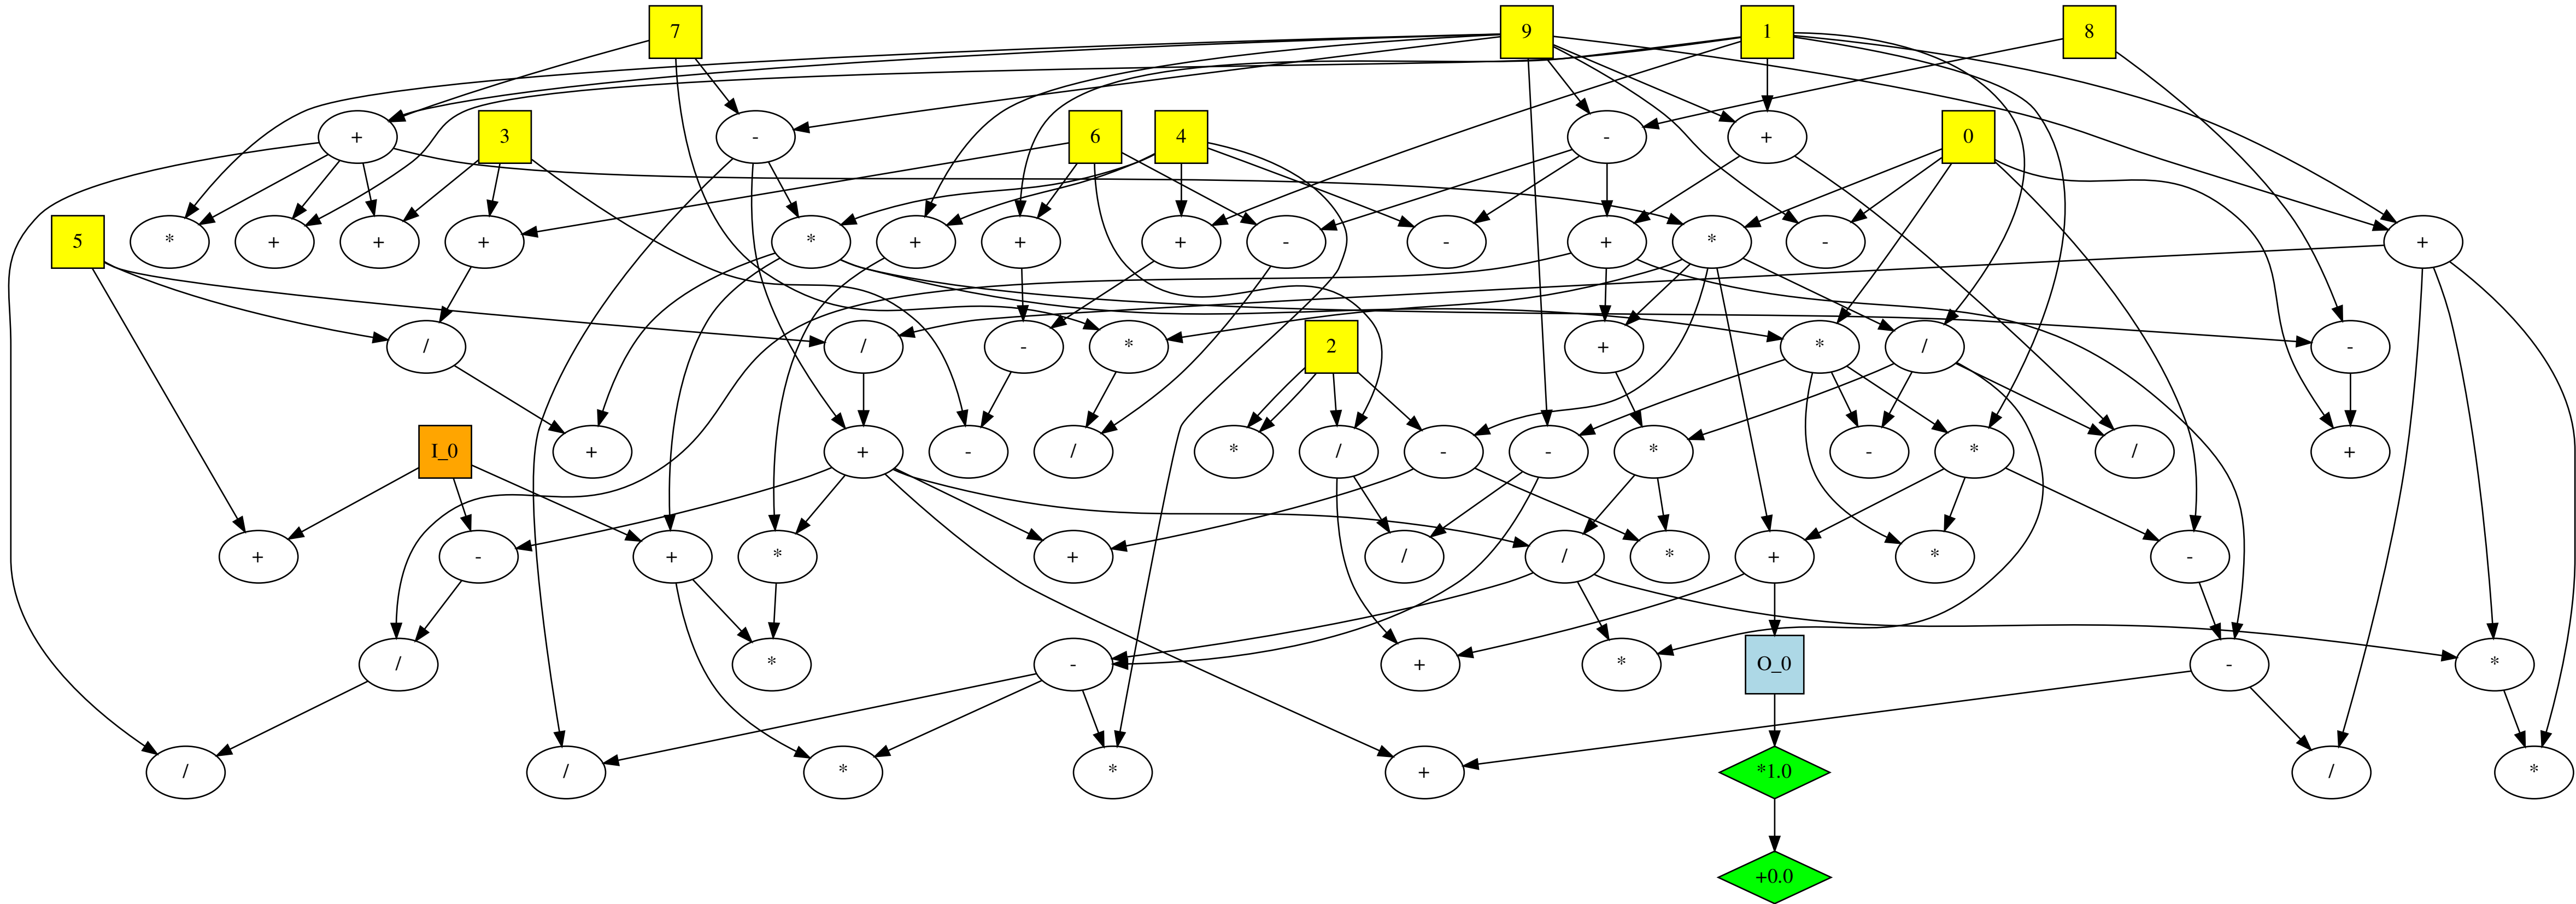 7 9 1 8
+ 3 - 6 4 - + 0
5 * + + + * + + + - - + * - +
/ / - * 2 * / -
I_0 + + - / * / - - * - * / +
+ - + * + / / * + * -
/ * - + * O_0 - *
/ / * * + *1.0 / *
+0.0